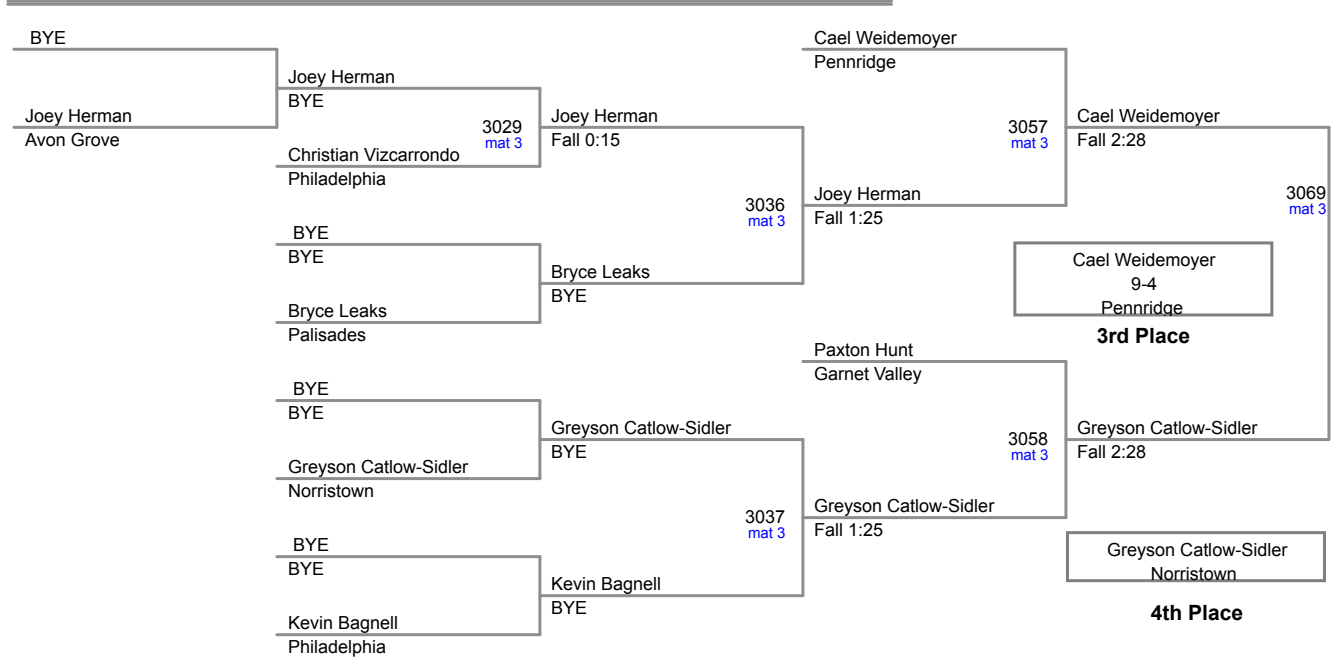 BYE
Joey Herman
Avon Grove
Joey Herman
BYE
3029
mat 3
Christian Vizcarrondo
Philadelphia
BYE
BYE
Bryce Leaks
Palisades
BYE
BYE
Greyson Catlow-Sidler
Norristown
BYE
BYE
Kevin Bagnell
Philadelphia
Joey Herman
Fall 0:15
3036
mat 3
Bryce Leaks
BYE
Greyson Catlow-Sidler
BYE
3037
mat 3
Kevin Bagnell
BYE
Cael Weidemoyer
Pennridge
3057
mat 3
Joey Herman
Fall 1:25
Paxton Hunt
Garnet Valley
3058
mat 3
Greyson Catlow-Sidler
Fall 1:25
Cael Weidemoyer
Fall 2:28
3069
mat 3
Cael Weidemoyer
9-4
Pennridge
3rd Place
Greyson Catlow-Sidler
Fall 2:28
Greyson Catlow-Sidler
Norristown
4th Place